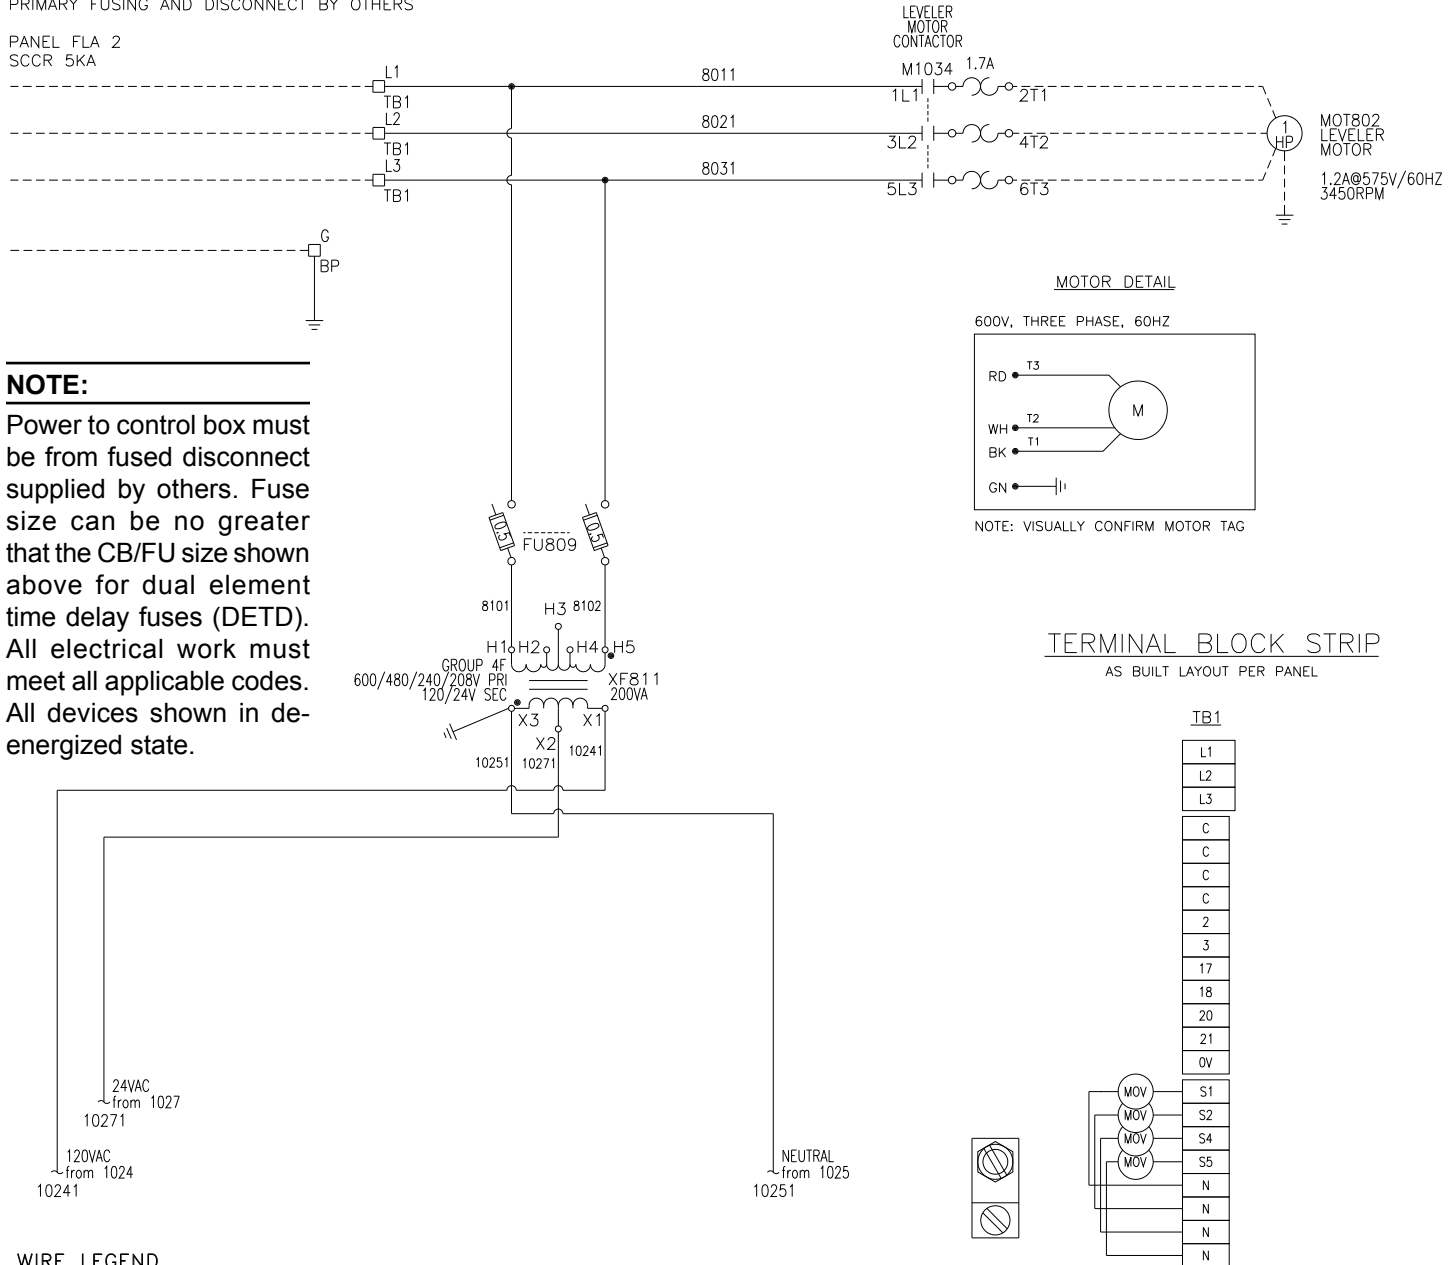 PRIMARY FUSING AND DISCONNECT BY OTHERS
PANEL FLA 2
SCCR 5KA
LEVELER
MOTOR
CONTACTOR
L1
TB1
8011
M1034
1.7A
1L1
2T1
L2
TB1
8021
3L2
4T2
L3
TB1
8031
5L3
6T3
1
HP
MOT802
LEVELER
MOTOR
1.2A@575V/60HZ
3450RPM
G
BP
MOTOR DETAIL
600V, THREE PHASE, 60HZ
RD
T3
M
WH
T2
BK
T1
GN
NOTE: VISUALLY CONFIRM MOTOR TAG
NOTE:
Power to control box must
be from fused disconnect
supplied by others. Fuse
size can be no greater
that the CB/FU size shown
above for dual element
time delay fuses (DETD).
All electrical work must
meet all applicable codes.
All devices shown in de-
energized state.
0.5
FU809
0.5
8101
H3
8102
H1
H2
H4
H5
GROUP 4F
600/480/240/208V PRI
120/24V SEC
XF811
200VA
X3
X1
X2
10251
10271
10241
TERMINAL BLOCK STRIP
AS BUILT LAYOUT PER PANEL
TB1
L1
L2
L3
C
C
C
C
2
3
17
18
20
21
0V
MOV
S1
MOV
S2
MOV
S4
MOV
S5
N
N
N
N
24VAC
from 1027
10271
120VAC
from 1024
10241
NEUTRAL
from 1025
10251
WIRE LEGEND